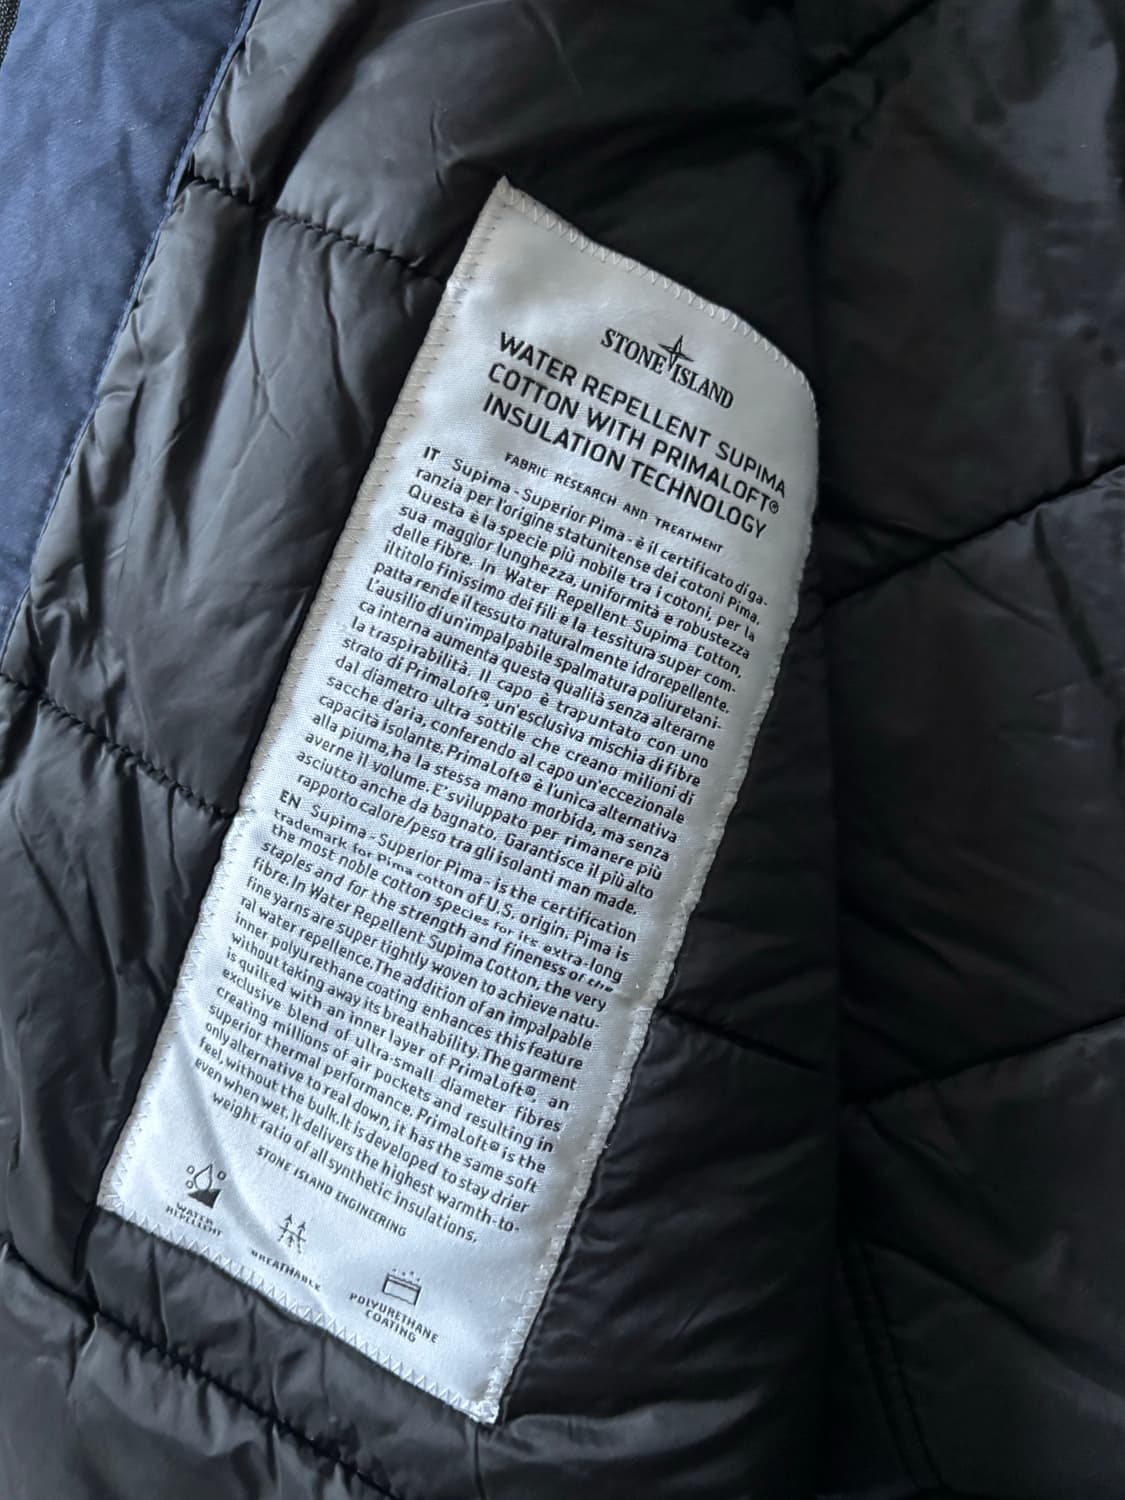 STONE ISLAND
WATER REPELLENT SUPIMA
COTTON WITH PRIMALOFT®
INSULATION TECHNOLOGY
FABRIC RESEARCH AND TREATMENT
IT Supima - Superior Pima - è il certificato di ga-
ranzia per l'origine statunitense dei cotoni Pima.
Questa è la specie più nobile tra i cotoni, per la
sua maggior lunghezza, uniformità e robustezza
delle fibre. In Water Repellent Supima Cotton,
il titolo finissimo dei fili e la tessitura super com-
patta rende il tessuto naturalmente idrorepellente.
L'ausilio di un'impalpabile spalmatura poliuretani-
ca interna aumenta questa qualità senza alterarne
la traspirabilità. Il capo è trapuntato con uno
strato di PrimaLoft®, un'esclusiva mischia di fibre
dal diametro ultra sottile che creano milioni di
sacche d'aria, conferendo al capo un'eccezionale
capacità isolante. PrimaLoft® è l'unica alternativa
alla piuma, ha la stessa mano morbida, ma senza
averne il volume. E' sviluppato per rimanere più
asciutto anche da bagnato. Garantisce il più alto
rapporto calore/peso tra gli isolanti man made.
EN Supima - Superior Pima - is the certification
trademark for Pima cotton of U.S. origin. Pima is
the most noble cotton species for its extra-long
staples and for the strength and fineness of the
fibre. In Water Repellent Supima Cotton, the very
fine yarns are super tightly woven to achieve natu-
ral water repellence. The addition of an impalpable
inner polyurethane coating enhances this feature
without taking away its breathability. The garment
is quilted with an inner layer of PrimaLoft®, an
exclusive blend of ultra-small diameter fibres
creating millions of air pockets and resulting in
superior thermal performance. PrimaLoft® is the
only alternative to real down, it has the same soft
feel, without the bulk. It is developed to stay drier
even when wet. It delivers the highest warmth-to-
weight ratio of all synthetic insulations.
STONE ISLAND ENGINEERING
WATER
REPELLENT
BREATHABLE
POLYURETHANE
COATING